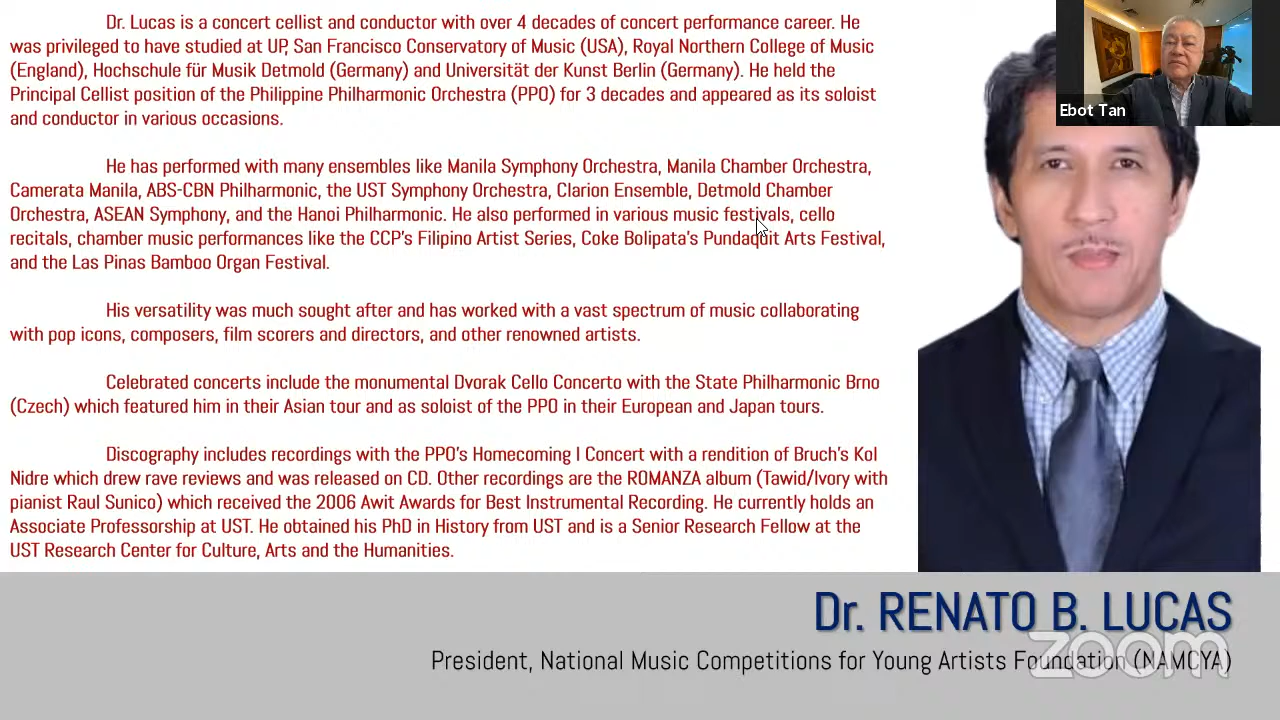 Dr. Lucas is a concert cellist and conductor with over 4 decades of concert performance career. He
was privileged to have studied at UP, San Francisco Conservatory of Music (USA), Royal Northern College of Music
(England), Hochschule für Musik Detmold (Germany) and Universität der Kunst Berlin (Germany). He held the
Principal Cellist position of the Philippine Philharmonic Orchestra (PPO) for 3 decades and appeared as its soloist
and conductor in various occasions.
He has performed with many ensembles like Manila Symphony Orchestra, Manila Chamber Orchestra,
Camerata Manila, ABS-CBN Philharmonic, the UST Symphony Orchestra, Clarion Ensemble, Detmold Chamber
Orchestra, ASEAN Symphony, and the Hanoi Philharmonic. He also performed in various music festivals, cello
recitals, chamber music performances like the CCP's Filipino Artist Series, Coke Bolipata's Pundaquit Arts Festival,
and the Las Pinas Bamboo Organ Festival.
His versatility was much sought after and has worked with a vast spectrum of music collaborating
with pop icons, composers, film scorers and directors, and other renowned artists.
Celebrated concerts include the monumental Dvorak Cello Concerto with the State Philharmonic Brno
(Czech) which featured him in their Asian tour and as soloist of the PPO in their European and Japan tours.
Discography includes recordings with the PPO's Homecoming I Concert with a rendition of Bruch's Kol
Nidre which drew rave reviews and was released on CD. Other recordings are the ROMANZA album (Tawid/Ivory with
pianist Raul Sunico) which received the 2006 Awit Awards for Best Instrumental Recording. He currently holds an
Associate Professorship at UST. He obtained his PhD in History from UST and is a Senior Research Fellow at the
UST Research Center for Culture, Arts and the Humanities.
Ebot Tan
Dr. RENATO B. LUCAS
President, National Music Competitions for Young Artists Foundation (NAMCYA)
zoom